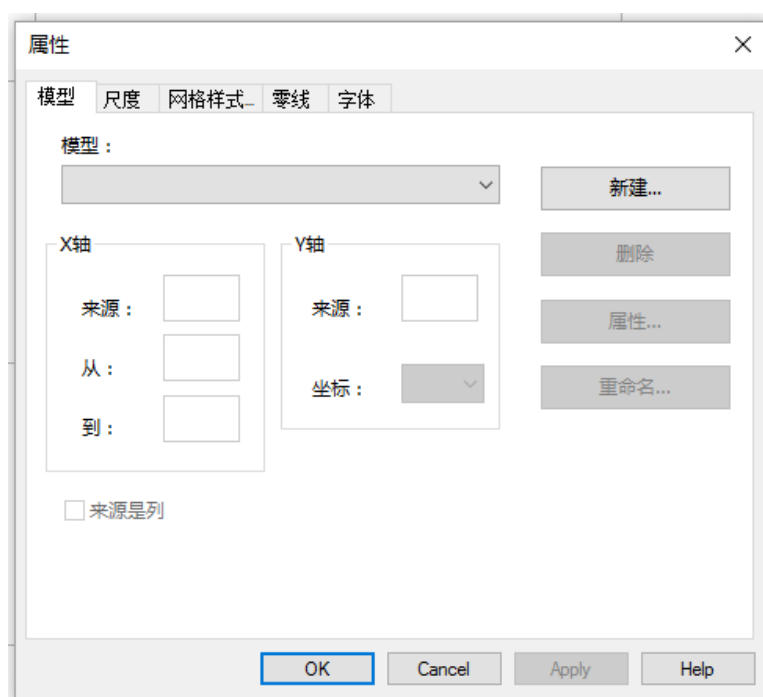 属性
模型 尺度 网格样式... 零线 字体
模型：
新建...
X轴
Y轴
删除
来源：
来源：
属性...
从：
坐标：
重命名...
到：
来源是列
OK Cancel Apply Help